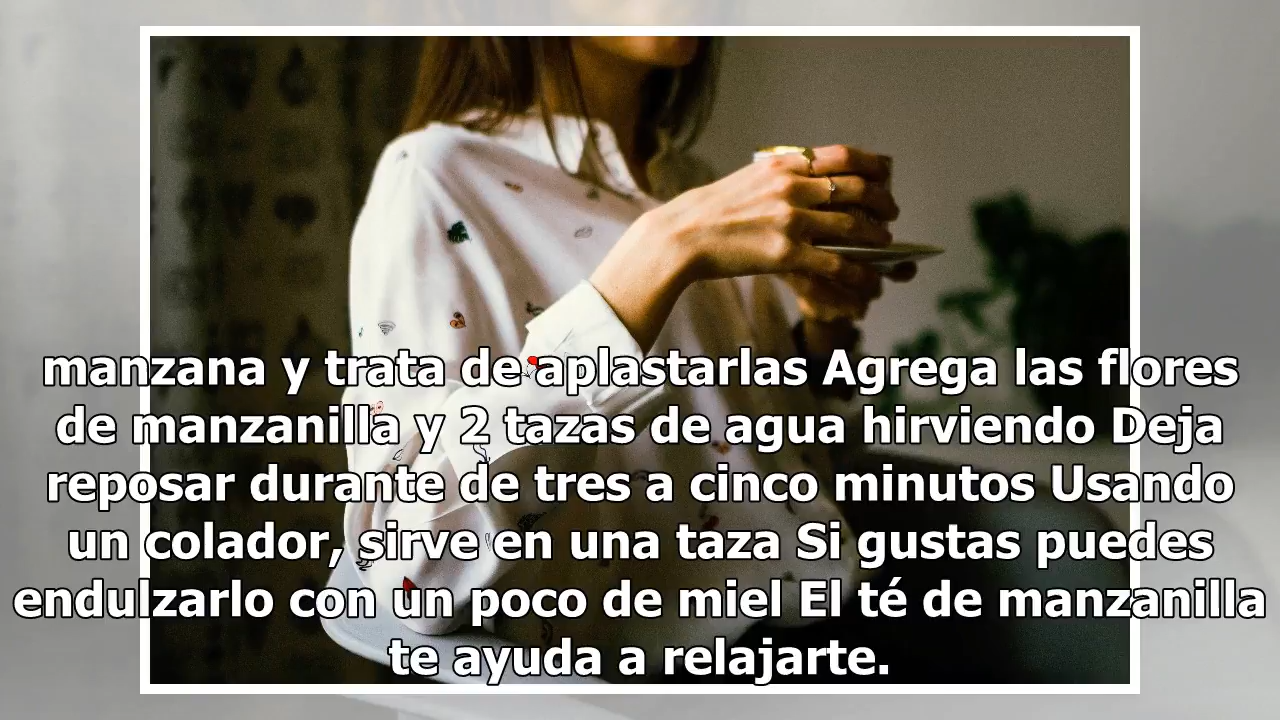 manzana y trata de aplastarlas Agrega las flores
de manzanilla y 2 tazas de agua hirviendo Deja
reposar durante de tres a cinco minutos Usando
un colador, sirve en una taza Si gustas puedes
endulzarlo con un poco de miel El té de manzanilla
te ayuda a relajarte.